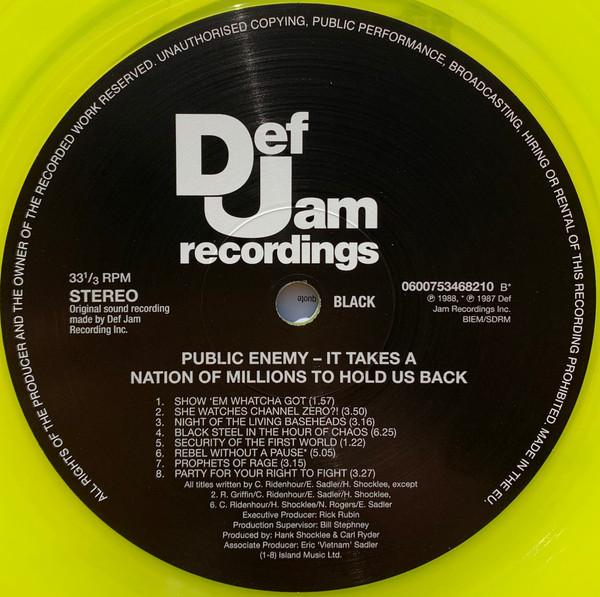 ALL RIGHTS OF THE PRODUCER AND THE OWNER OF THE RECORDED WORK RESERVED. UNAUTHORISED COPYING, PUBLIC PERFORMANCE, BROADCASTING, HIRING OR RENTAL OF THIS RECORDING PROHIBITED. MADE IN THE EU.
Def
Jam
recordings
33 1/3 RPM
STEREO
Original sound recording
made by Def Jam
Recording Inc.
quote
BLACK
0600753468210 B*
℗ 1988, * ℗ 1987 Def
Jam Recordings Inc.
BIEM/SDRM
PUBLIC ENEMY – IT TAKES A
NATION OF MILLIONS TO HOLD US BACK
1. SHOW 'EM WHATCHA GOT (1.57)
2. SHE WATCHES CHANNEL ZERO?! (3.50)
3. NIGHT OF THE LIVING BASEHEADS (3.16)
4. BLACK STEEL IN THE HOUR OF CHAOS (6.25)
5. SECURITY OF THE FIRST WORLD (1.22)
6. REBEL WITHOUT A PAUSE* (5.05)
7. PROPHETS OF RAGE (3.15)
8. PARTY FOR YOUR RIGHT TO FIGHT (3.27)
All titles written by C. Ridenhour/E. Sadler/H. Shocklee, except
2. R. Griffin/C. Ridenhour/E. Sadler/H. Shocklee,
6. C. Ridenhour/H. Shocklee/N. Rogers/E. Sadler
Executive Producer: Rick Rubin
Production Supervisor: Bill Stephney
Produced by: Hank Shocklee & Carl Ryder
Associate Producer: Eric 'Vietnam' Sadler
(1-8) Island Music Ltd.